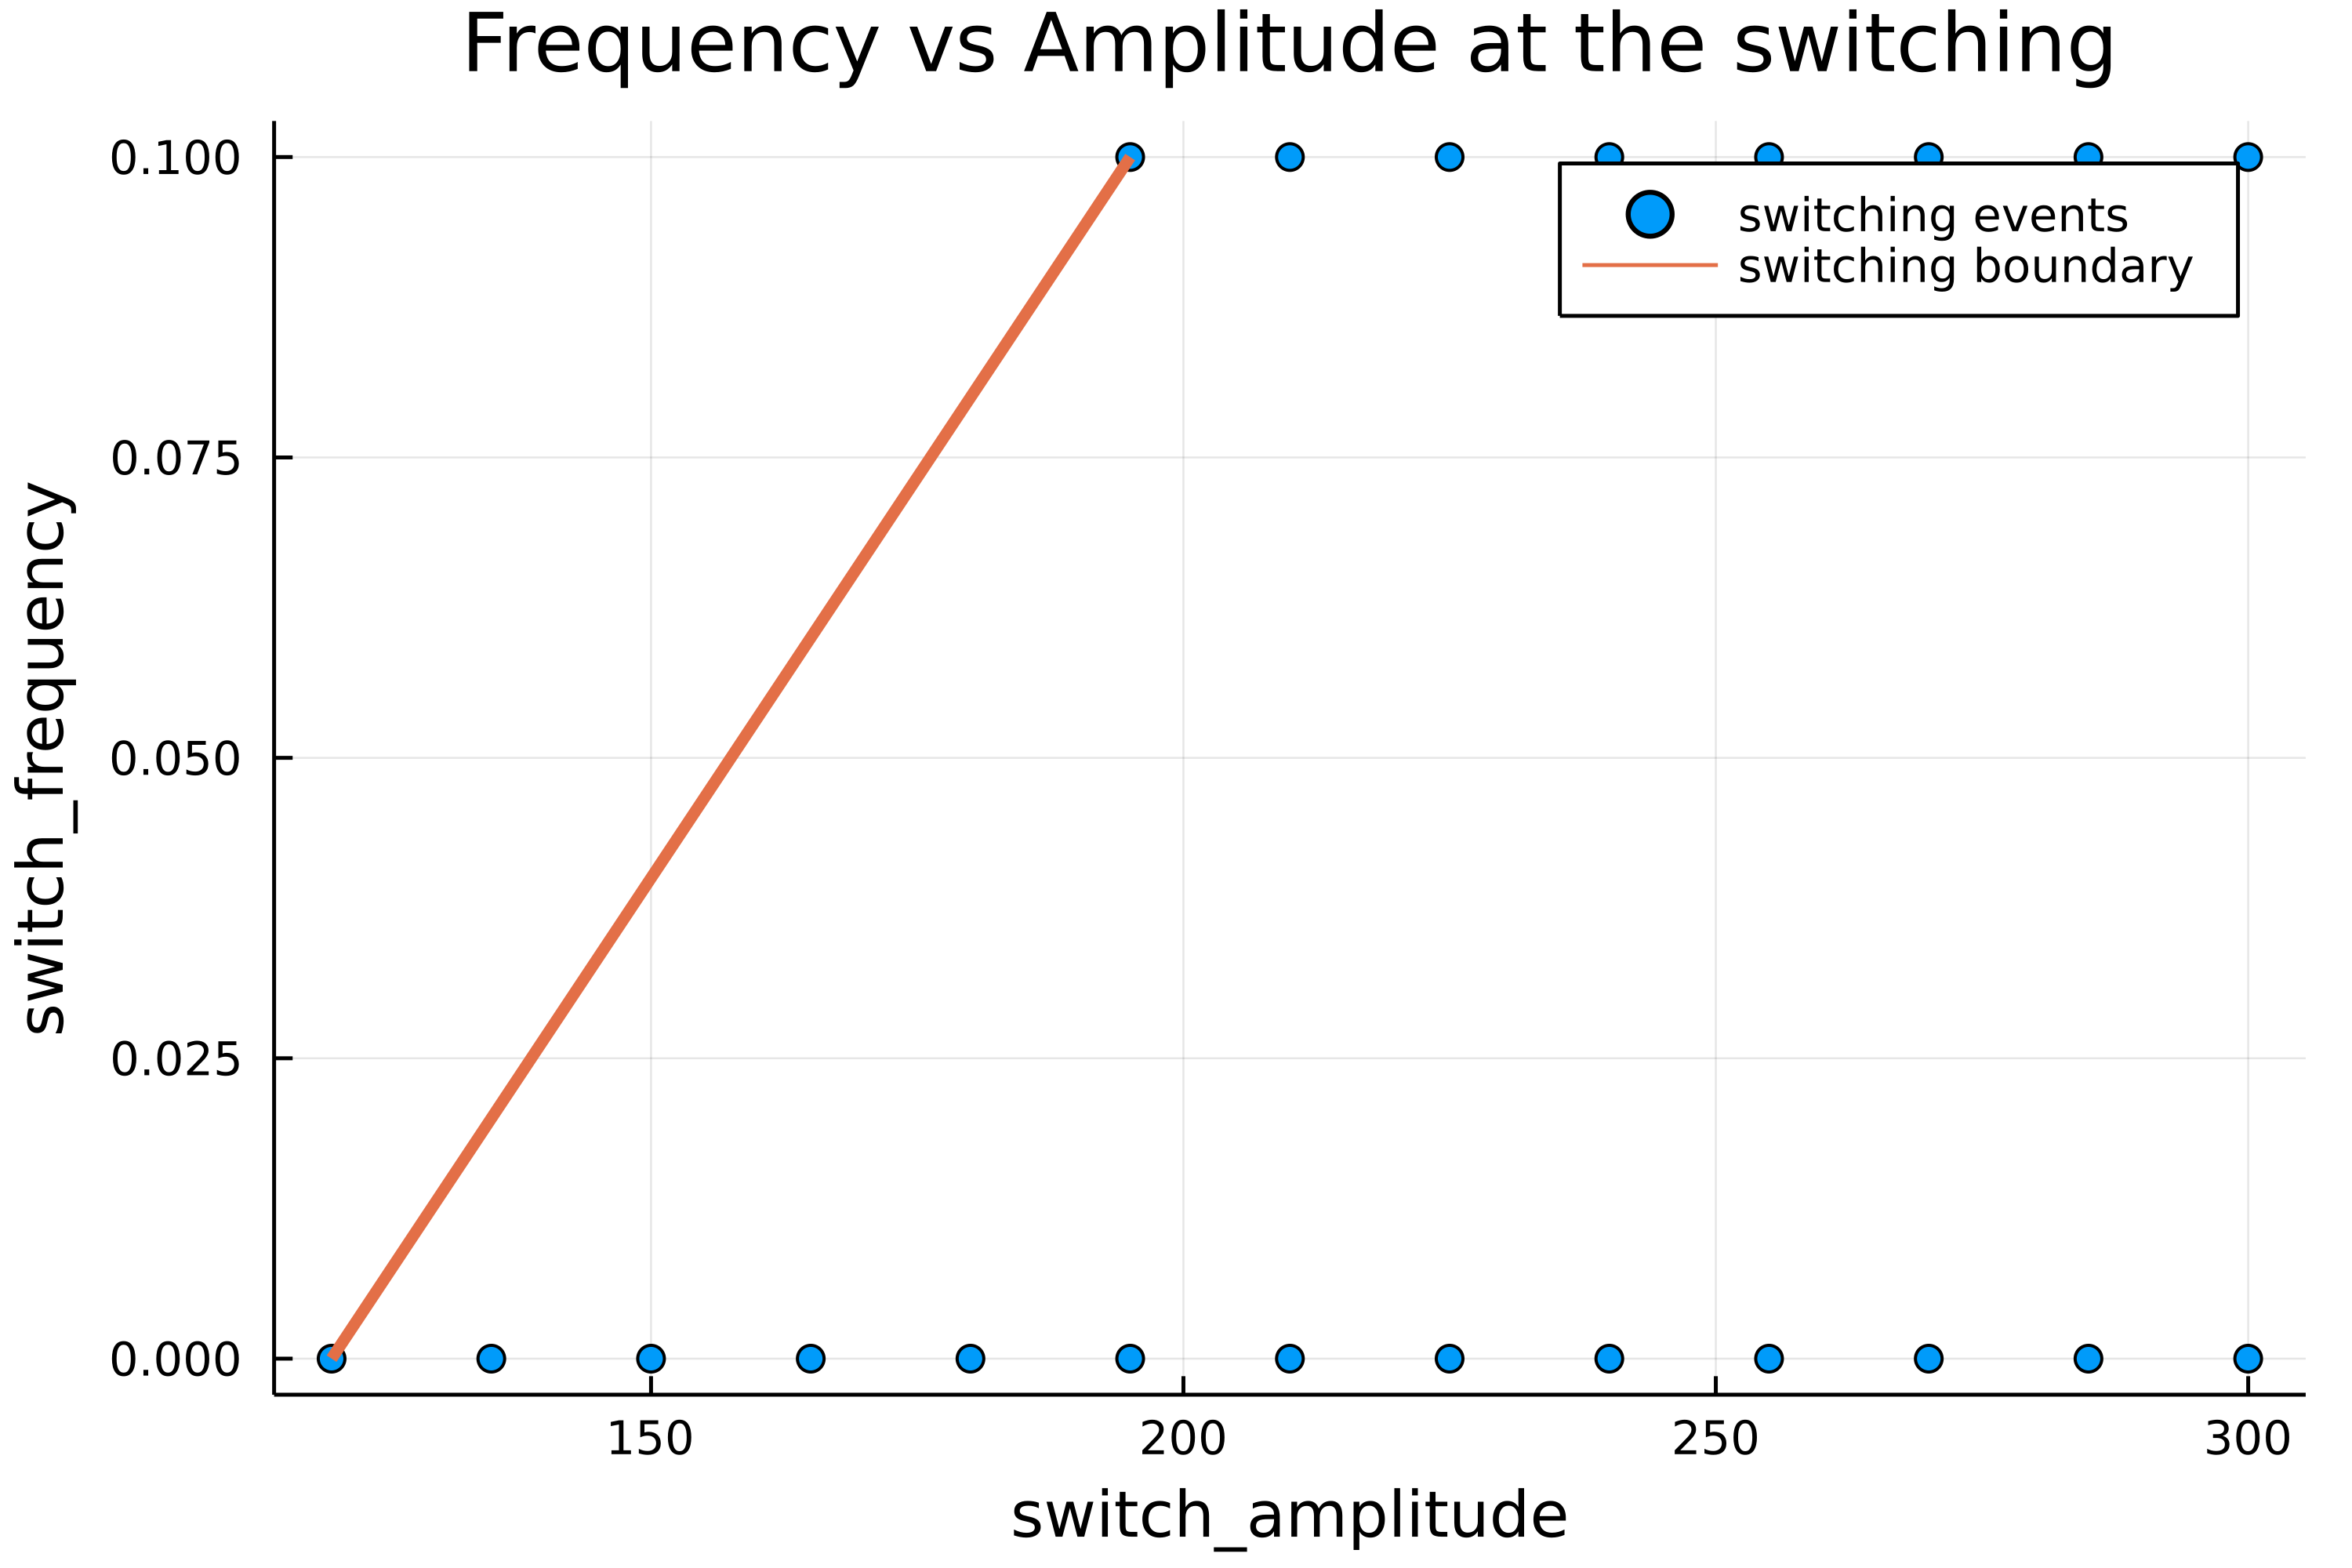 Frequency vs Amplitude at the switching
switch_frequency
0.100
0.075
0.050
0.025
0.000
switching events
switching boundary
150
200
250
300
switch_amplitude